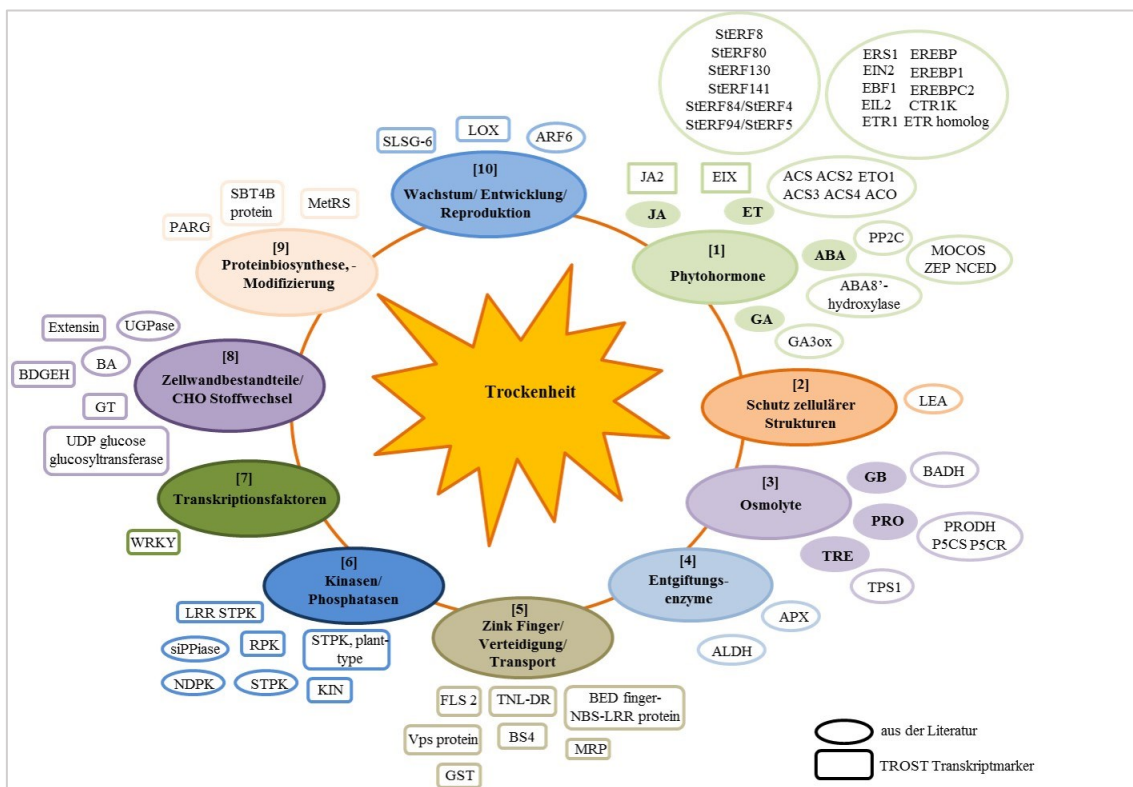 StERF8
StERF80
StERF130
StERF141
StERF84/StERF4
StERF94/StERF5
ERS1 EREBP
EIN2 EREBP1
EBF1 EREBPC2
EIL2 CTR1K
ETR1 ETR homolog
SLSG-6
LOX
ARF6
[10]
Wachstum/ Entwicklung/
Reproduktion
JA2
EIX
JA
ET
ACS ACS2 ETO1
ACS3 ACS4 ACO
[1]
Phytohormone
ABA
PP2C
MOCOS
ZEP NCED
ABA8’-
hydroxylase
GA
GA3ox
[2]
Schutz zellulärer
Strukturen
LEA
[3]
Osmolyte
GB
BADH
PRO
PRODH
P5CS P5CR
TRE
TPS1
[4]
Entgiftungs-
enzyme
APX
ALDH
[5]
Zink Finger/
Verteidigung/
Transport
FLS 2
TNL-DR
BED finger-
NBS-LRR protein
Vps protein
BS4
MRP
GST
[6]
Kinasen/
Phosphatasen
LRR STPK
siPPiase
RPK
STPK, plant-
type
NDPK
STPK
KIN
[7]
Transkriptionsfaktoren
WRKY
[8]
Zellwandbestandteile/
CHO Stoffwechsel
Extensin
UGPase
BDGEH
BA
GT
UDP glucose
glucosyltransferase
[9]
Proteinbiosynthese, -
Modifizierung
PARG
SBT4B
protein
MetRS
Trockenheit
aus der Literatur
TROST Transkriptmarker